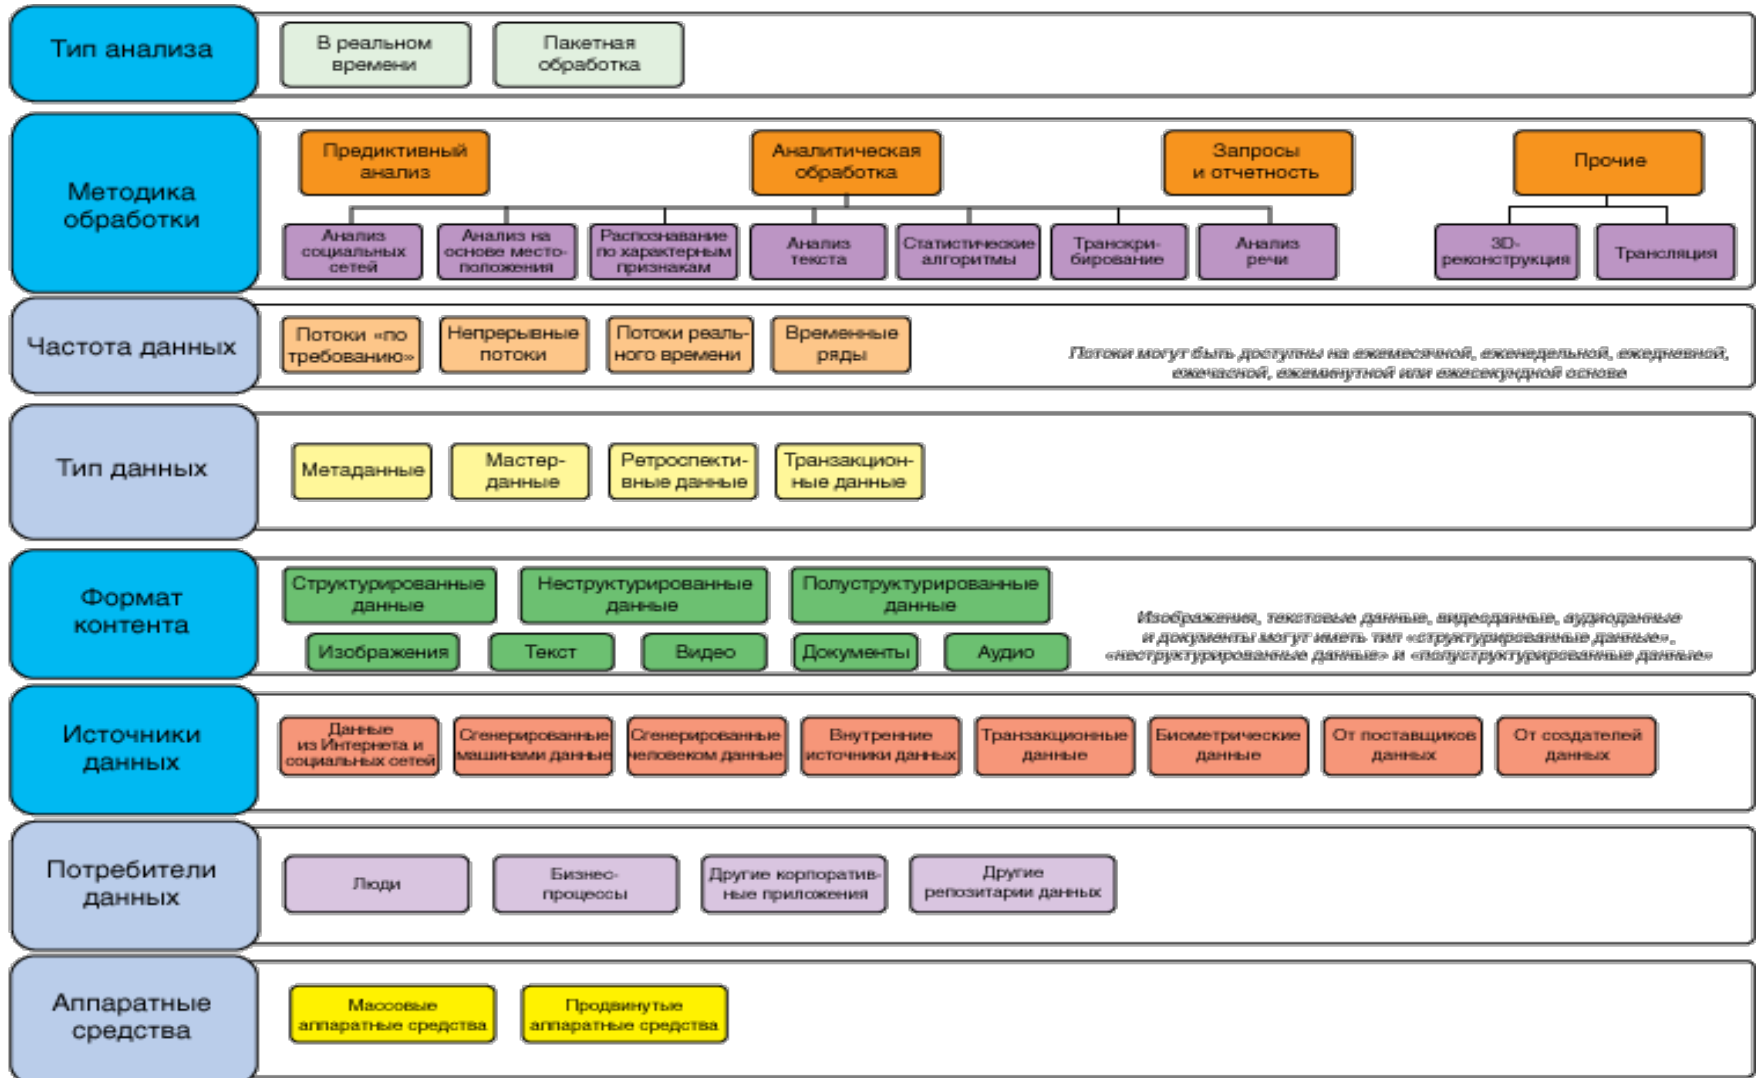 Тип анализа
В реальном
времени
Пакетная
обработка
Методика
обработки
Предиктивный
анализ
Аналитическая
обработка
Запросы
и отчетность
Прочие
Анализ
социальных
сетей
Анализ на
основе место-
положения
Распознавание
по характерным
признакам
Анализ
текста
Статистические
алгоритмы
Транскри-
бирование
Анализ
речи
3D-
реконструкция
Трансляция
Частота данных
Потоки «по
требованию»
Непрерывные
потоки
Потоки реаль-
ного времени
Временные
ряды
Потоки могут быть доступны на ежемесячной, еженедельной, ежедневной,
ежечасной, ежеминутной или ежесекундной основе
Тип данных
Метаданные
Мастер-
данные
Ретроспекти-
вные данные
Транзакцион-
ные данные
Формат
контента
Структурированные
данные
Неструктурированные
данные
Полуструктурированные
данные
Изображения
Текст
Видео
Документы
Аудио
Изображения, текстовые данные, видеоданные, аудиоданные
и документы могут иметь тип «структурированные данные»,
«неструктурированные данные» и «полуструктурированные данные»
Источники
данных
Данные
из Интернета и
социальных сетей
Сгенерированные
машинами данные
Сгенерированные
человеком данные
Внутренние
источники данных
Транзакционные
данные
Биометрические
данные
От поставщиков
данных
От создателей
данных
Потребители
данных
Люди
Бизнес-
процессы
Другие корпоратив-
ные приложения
Другие
репозитарии данных
Аппаратные
средства
Массовые
аппаратные средства
Продвинутые
аппаратные средства